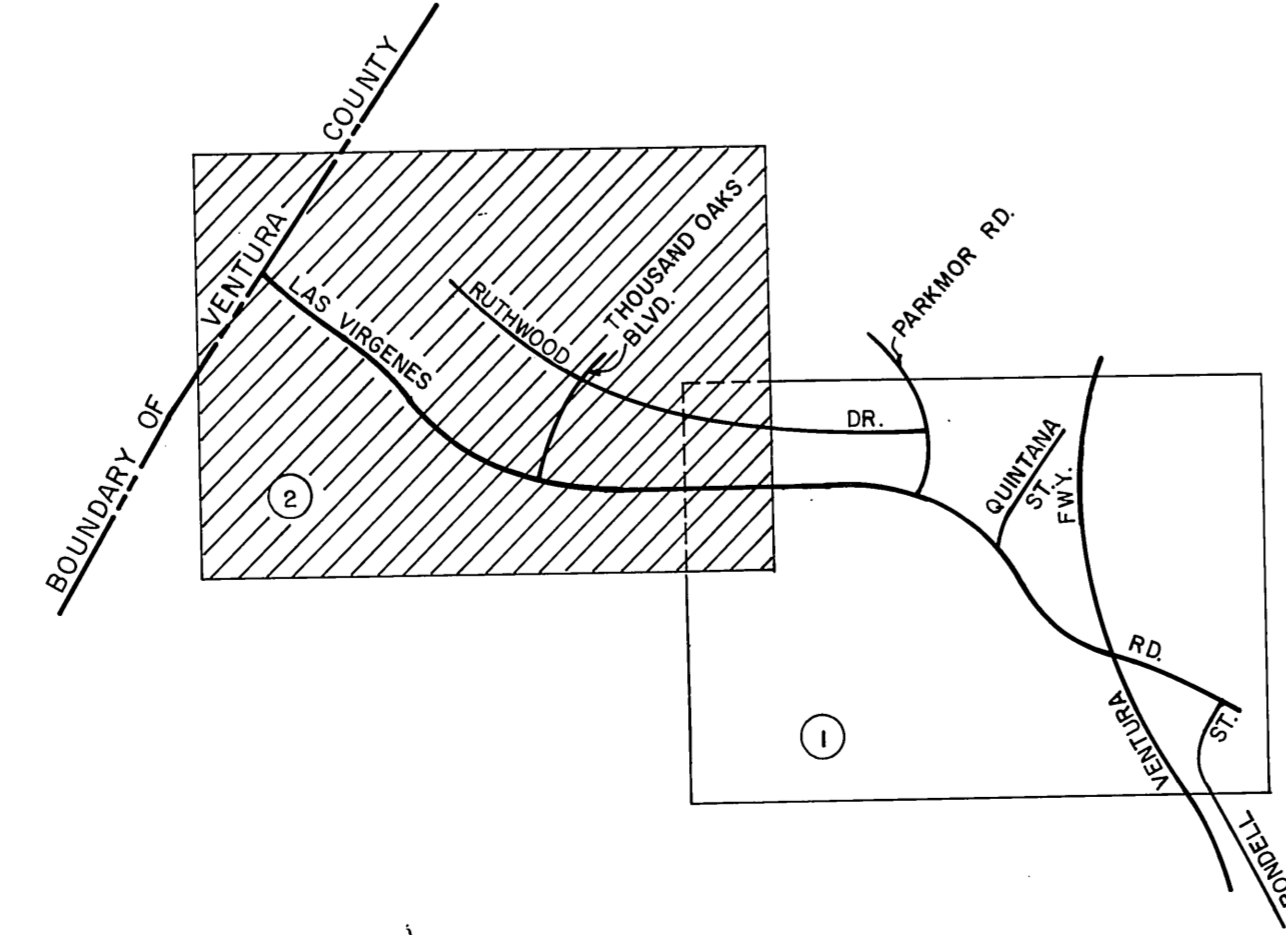 BOUNDARY OF VENTURA COUNTY
LAS VIRGENES
RUTHWOOD
THOUSAND OAKS
BLVD.
PARKMOR RD.
DR.
QUINTANA
ST.
FWY.
2
RD.
1
VENTURA
ST.